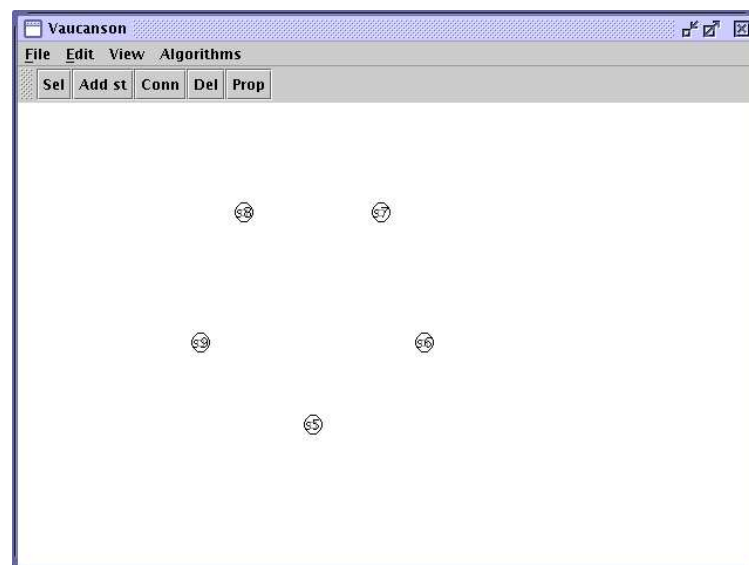 Vaucanson
File Edit View Algorithms
Sel Add st Conn Del Prop
s8 s7
s9 s6
s5